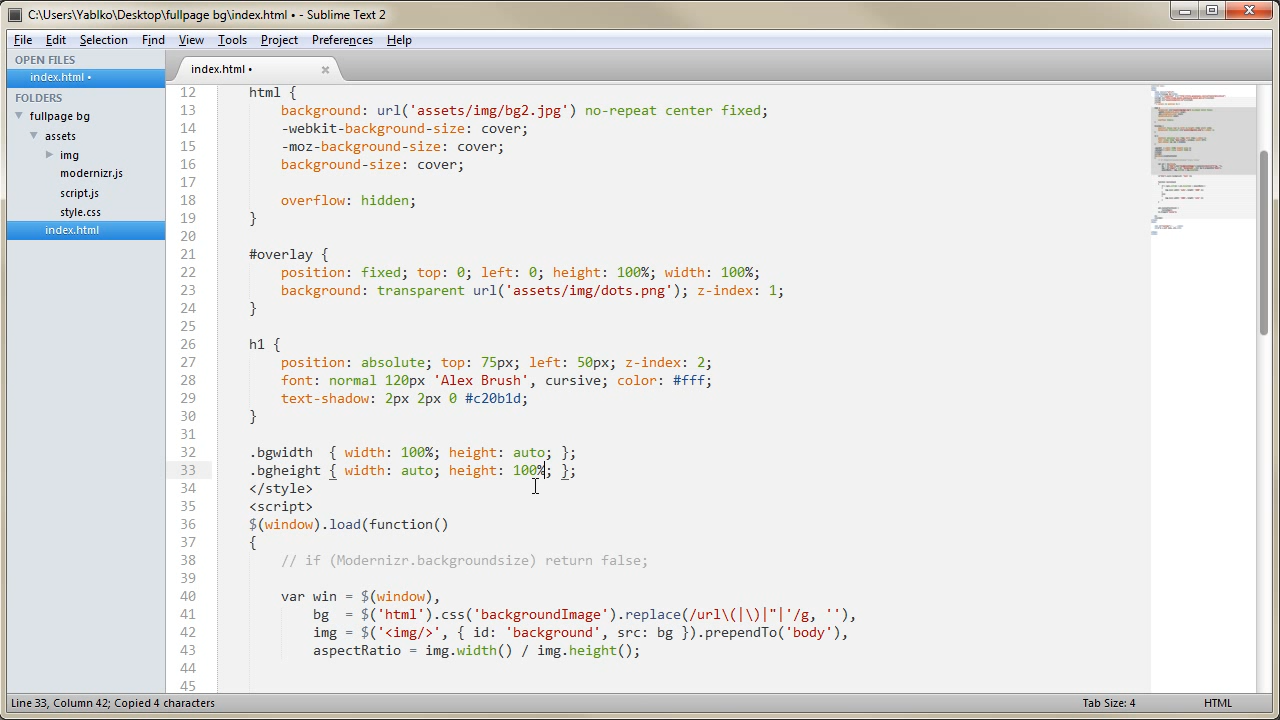 C:\Users\Yablko\Desktop\fullpage bg\index.html • - Sublime Text 2
File Edit Selection Find View Tools Project Preferences Help
OPEN FILES
index.html •
FOLDERS
fullpage bg
assets
img
modernizr.js
script.js
style.css
index.html
index.html •
12 html {
13 background: url('assets/img/bg2.jpg') no-repeat center fixed;
14 -webkit-background-size: cover;
15 -moz-background-size: cover;
16 background-size: cover;
17
18 overflow: hidden;
19 }
20
21 #overlay {
22 position: fixed; top: 0; left: 0; height: 100%; width: 100%;
23 background: transparent url('assets/img/dots.png'); z-index: 1;
24 }
25
26 h1 {
27 position: absolute; top: 75px; left: 50px; z-index: 2;
28 font: normal 120px 'Alex Brush', cursive; color: #fff;
29 text-shadow: 2px 2px 0 #c20b1d;
30 }
31
32 .bgwidth { width: 100%; height: auto; };
33 .bgheight { width: auto; height: 100%; };
34 </style>
35 <script>
36 $(window).load(function()
37 {
38 // if (Modernizr.backgroundsize) return false;
39
40 var win = $(window),
41 bg = $('html').css('backgroundImage').replace(/url\(|\)|"|'/g, ''),
42 img = $('<img/>', { id: 'background', src: bg }).prependTo('body'),
43 aspectRatio = img.width() / img.height();
44
45
Line 33, Column 42; Copied 4 characters
Tab Size: 4
HTML